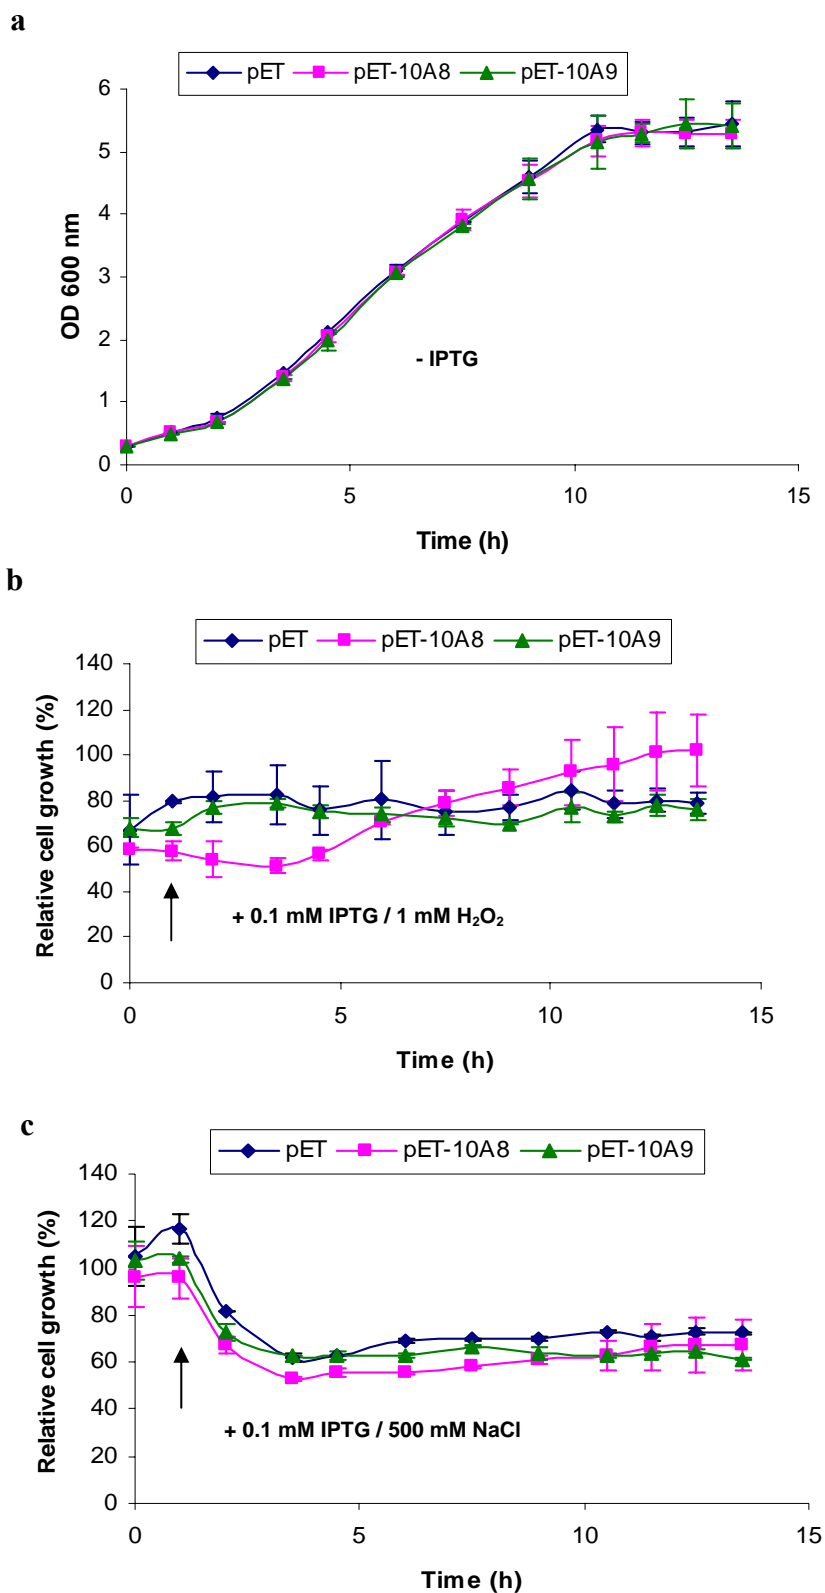 a
pET pET-10A8 pET-10A9
6
5
4
3
2
1
0
OD 600 nm
- IPTG
0 5 10 15
Time (h)
b
pET pET-10A8 pET-10A9
140
120
100
80
60
40
20
0
Relative cell growth (%)
+ 0.1 mM IPTG / 1 mM H₂O₂
0 5 10 15
Time (h)
c
pET pET-10A8 pET-10A9
140
120
100
80
60
40
20
0
Relative cell growth (%)
+ 0.1 mM IPTG / 500 mM NaCl
0 5 10 15
Time (h)